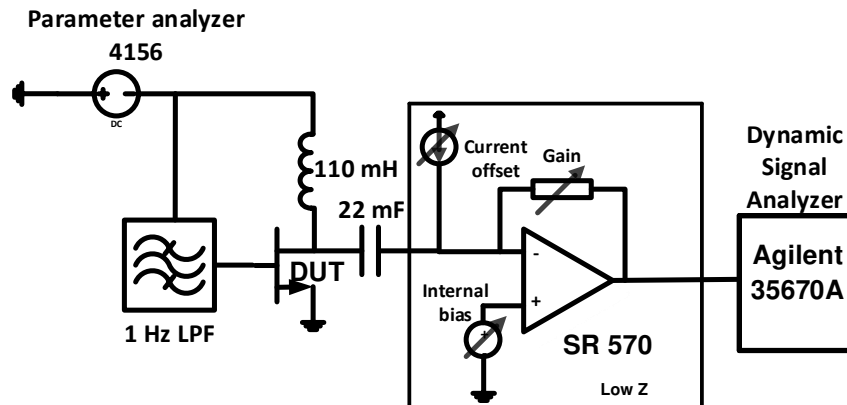 Parameter analyzer
4156
+
-
DC
110 mH
22 mF
DUT
1 Hz LPF
Current
offset
Gain
-
+
Internal
bias
+
SR 570
Low Z
Dynamic
Signal
Analyzer
Agilent
35670A